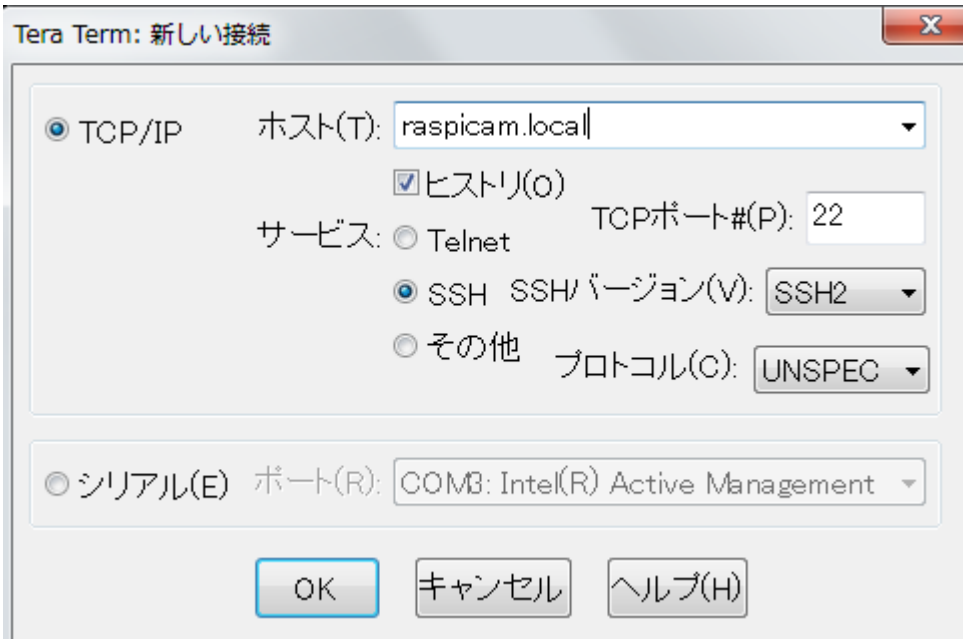 Tera Term: 新しい接続
TCP/IP ホスト(T): raspicam.local
ヒストリ(O)
サービス: Telnet TCPポート#(P): 22
SSH SSHバージョン(V): SSH2
その他 プロトコル(C): UNSPEC
シリアル(E) ポート(R): COM3: Intel(R) Active Management
OK キャンセル ヘルプ(H)